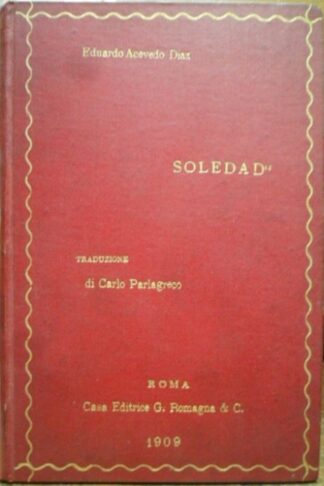 Eduardo Acevedo Diaz
SOLEDAD"
TRADUZIONE
di Carlo Parlagreco
ROMA
Casa Editrice G. Romagna & C.
1909